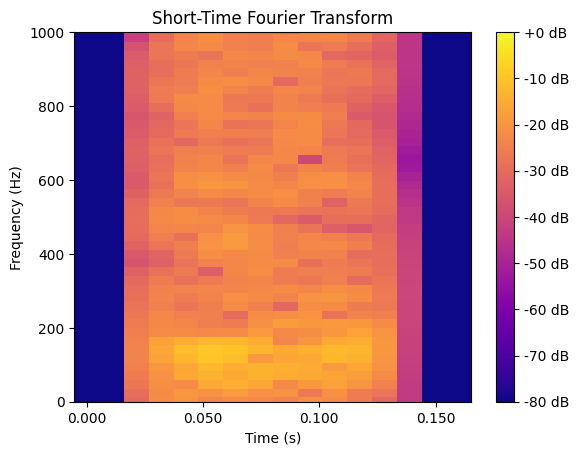 Short-Time Fourier Transform
Frequency (Hz)
1000
800
600
400
200
0
0.000 0.050 0.100 0.150
Time (s)
+0 dB
-10 dB
-20 dB
-30 dB
-40 dB
-50 dB
-60 dB
-70 dB
-80 dB